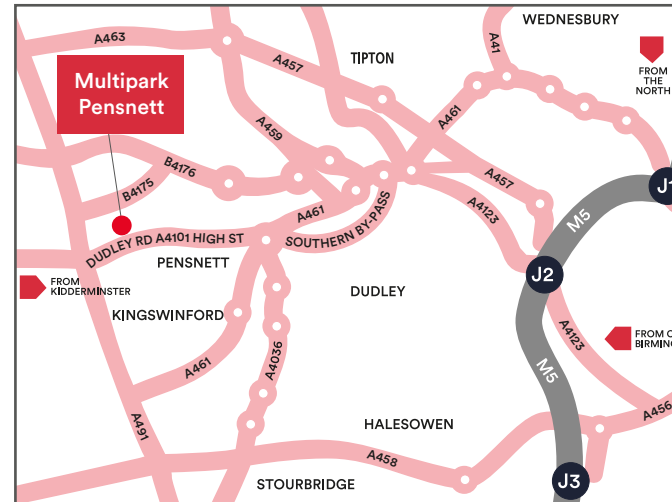 WEDNESBURY
A463
A41
TIPTON
A457
FROM
THE
NORTH
Multipark
Pensnett
A461
A459
B4176
A457
J1
B4175
A461
A4123
M5
DUDLEY RD A4101 HIGH ST
SOUTHERN BY-PASS
PENSNETT
J2
FROM
KIDDERMINSTER
DUDLEY
KINGSWINFORD
A4123
A4036
A461
M5
A456
A491
HALESOWEN
A458
J3
STOURBRIDGE